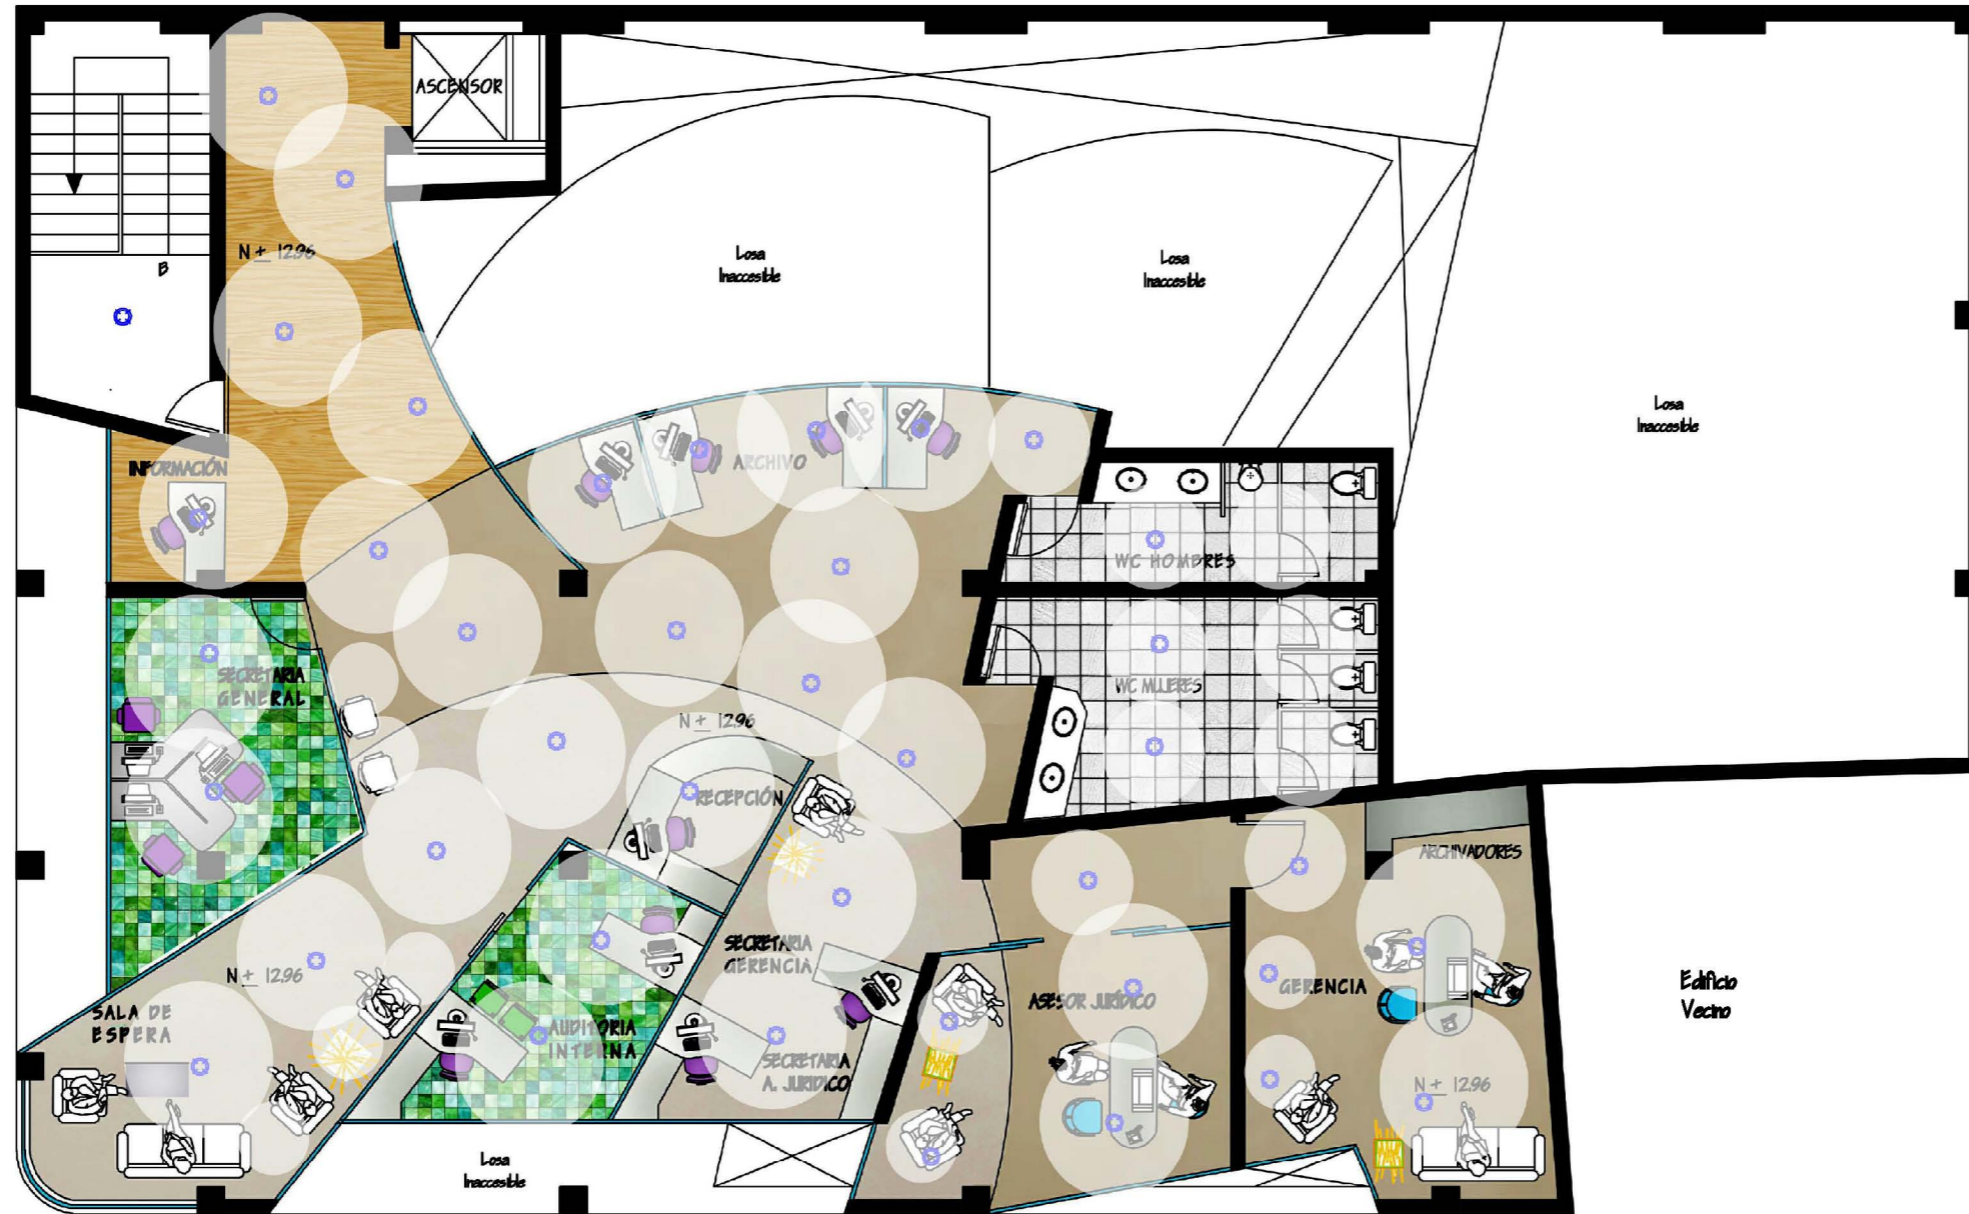 ASCENSOR
N ± 12.96
B
Losa
Inaccesible
Losa
Inaccesible
Losa
Inaccesible
INFORMACIÓN
ARCHIVO
WC HOMBRES
SECRETARIA
GENERAL
WC MUJERES
N ± 12.96
RECEPCIÓN
ARCHIVADORES
SECRETARIA
GERENCIA
N ± 12.96
GERENCIA
ASESOR JURÍDICO
Edificio
Vecino
SALA DE
ESPERA
AUDITORIA
INTERNA
SECRETARIA
A. JURIDICO
N ± 12.96
Losa
Inaccesible